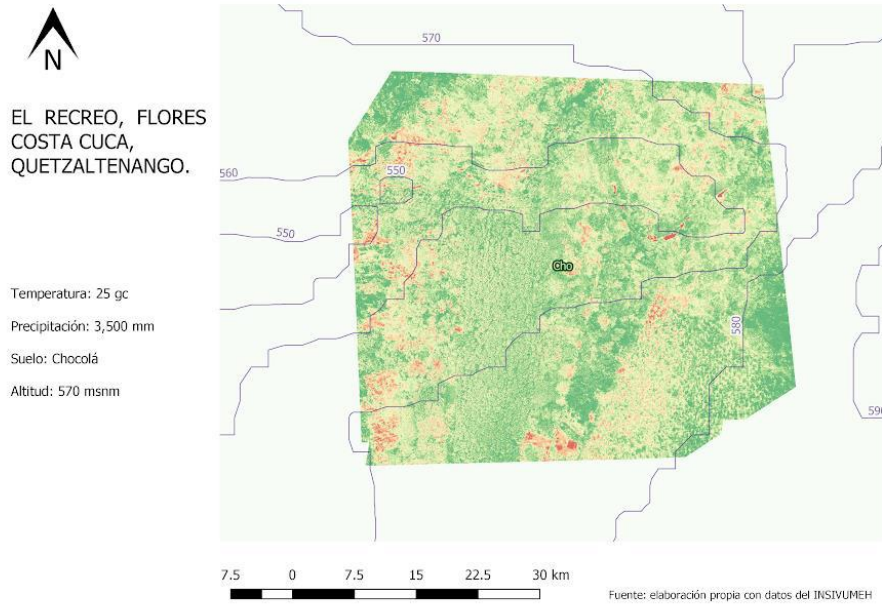 N
EL RECREO, FLORES
COSTA CUCA,
QUETZALTENANGO.
Temperatura: 25 gc
Precipitación: 3,500 mm
Suelo: Chocolá
Altitud: 570 msnm
570
560
550
550
Cho
580
590
7.5 0 7.5 15 22.5 30 km
Fuente: elaboración propia con datos del INSIVUMEH